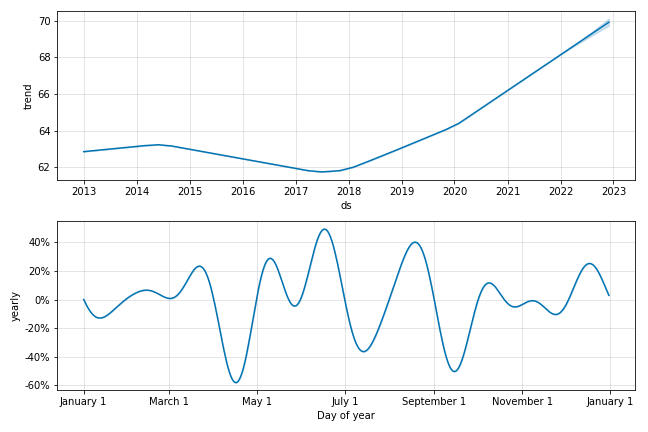 70
68
66
64
62
trend
2013 2014 2015 2016 2017 2018 2019 2020 2021 2022 2023
ds
40%
20%
0%
-20%
-40%
-60%
yearly
January 1 March 1 May 1 July 1 September 1 November 1 January 1
Day of year